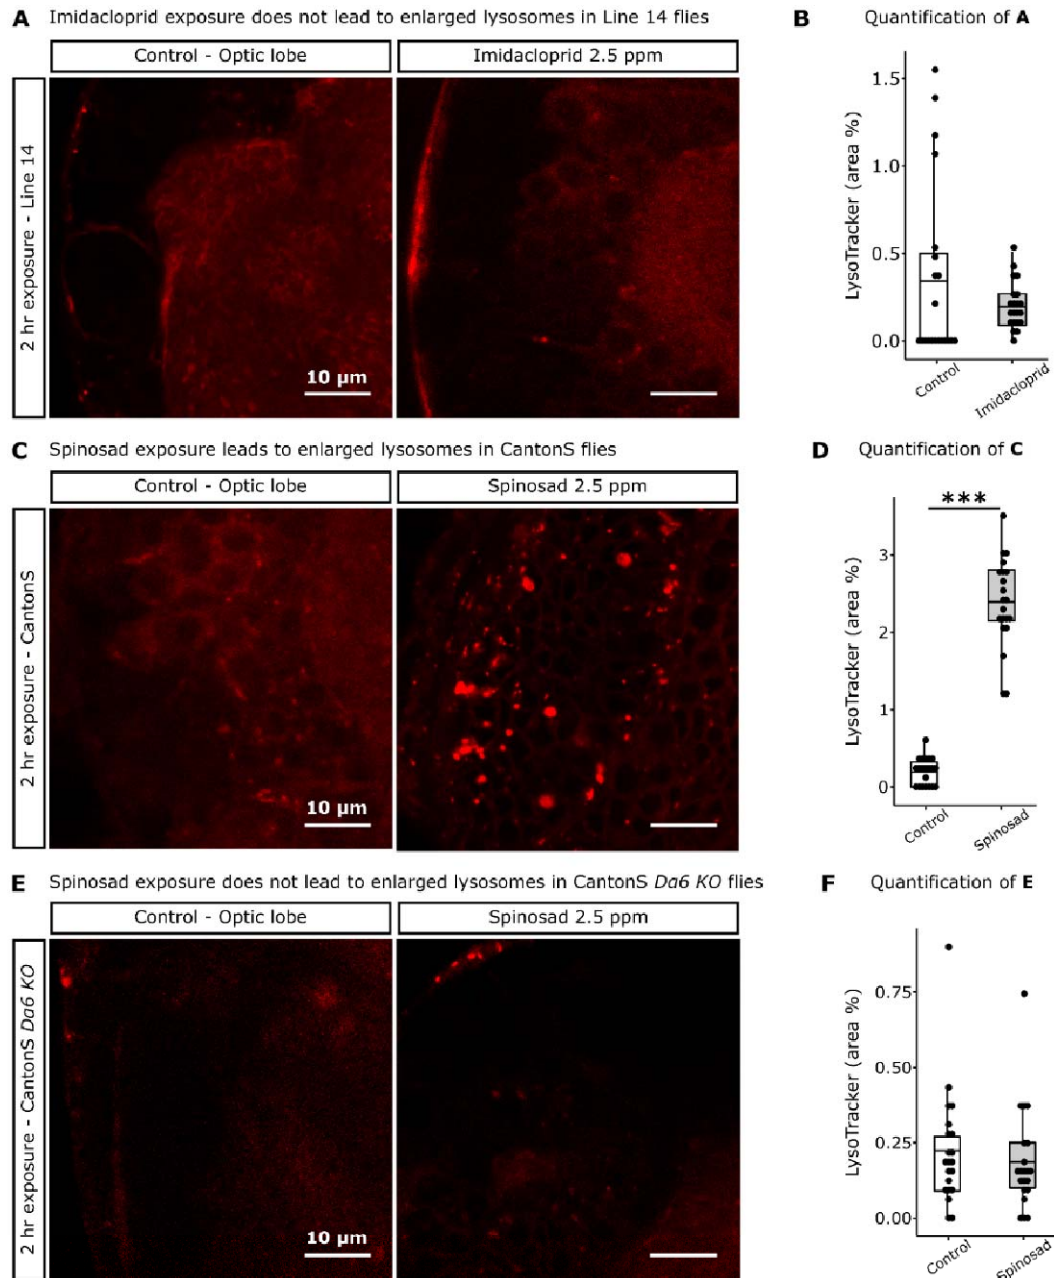 A Imidacloprid exposure does not lead to enlarged lysosomes in Line 14 flies
Control - Optic lobe
Imidacloprid 2.5 ppm
2 hr exposure - Line 14
10 µm
B Quantification of A
LysoTracker (area %)
1.5
1.0
0.5
0.0
Control
Imidacloprid
C Spinosad exposure leads to enlarged lysosomes in CantonS flies
Control - Optic lobe
Spinosad 2.5 ppm
2 hr exposure - CantonS
10 µm
D Quantification of C
***
LysoTracker (area %)
3
2
1
0
Control
Spinosad
E Spinosad exposure does not lead to enlarged lysosomes in CantonS Da6 KO flies
Control - Optic lobe
Spinosad 2.5 ppm
2 hr exposure - CantonS Da6 KO
10 µm
F Quantification of E
LysoTracker (area %)
0.75
0.50
0.25
0.00
Control
Spinosad